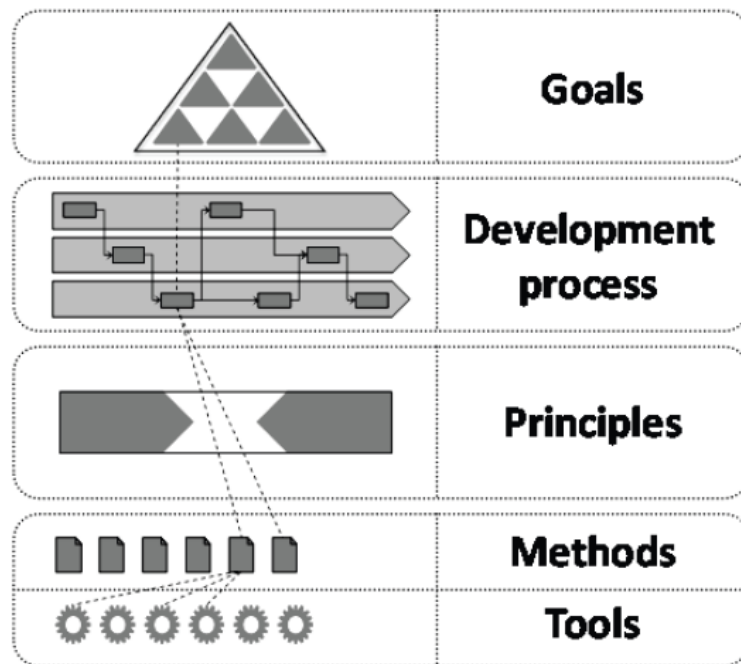 Goals
Development
process
Principles
Methods
Tools